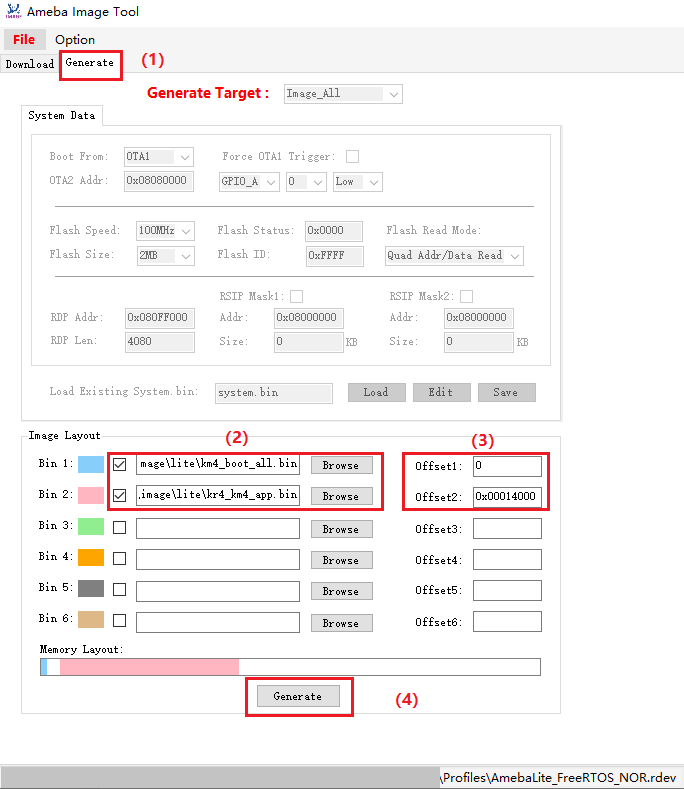 Ameba Image Tool
File Option
Download Generate (1)
Generate Target : Image_All
System Data
Boot From: OTA1 Force OTA1 Trigger:
OTA2 Addr: 0x08080000 GPIO_A 0 Low
Flash Speed: 100MHz Flash Status: 0x0000 Flash Read Mode:
Flash Size: 2MB Flash ID: 0xFFFF Quad Addr/Data Read
RSIP Mask1: RSIP Mask2:
RDP Addr: 0x080FF000 Addr: 0x08000000 Addr: 0x08000000
RDP Len: 4080 Size: 0 KB Size: 0 KB
Load Existing System.bin: system.bin Load Edit Save
Image Layout (2) (3)
Bin 1: mage\lite\km4_boot_all.bin Browse Offset1: 0
Bin 2: image\lite\kr4_km4_app.bin Browse Offset2: 0x00014000
Bin 3: Browse Offset3:
Bin 4: Browse Offset4:
Bin 5: Browse Offset5:
Bin 6: Browse Offset6:
Memory Layout:
Generate (4)
\Profiles\AmebaLite_FreeRTOS_NOR.rdev